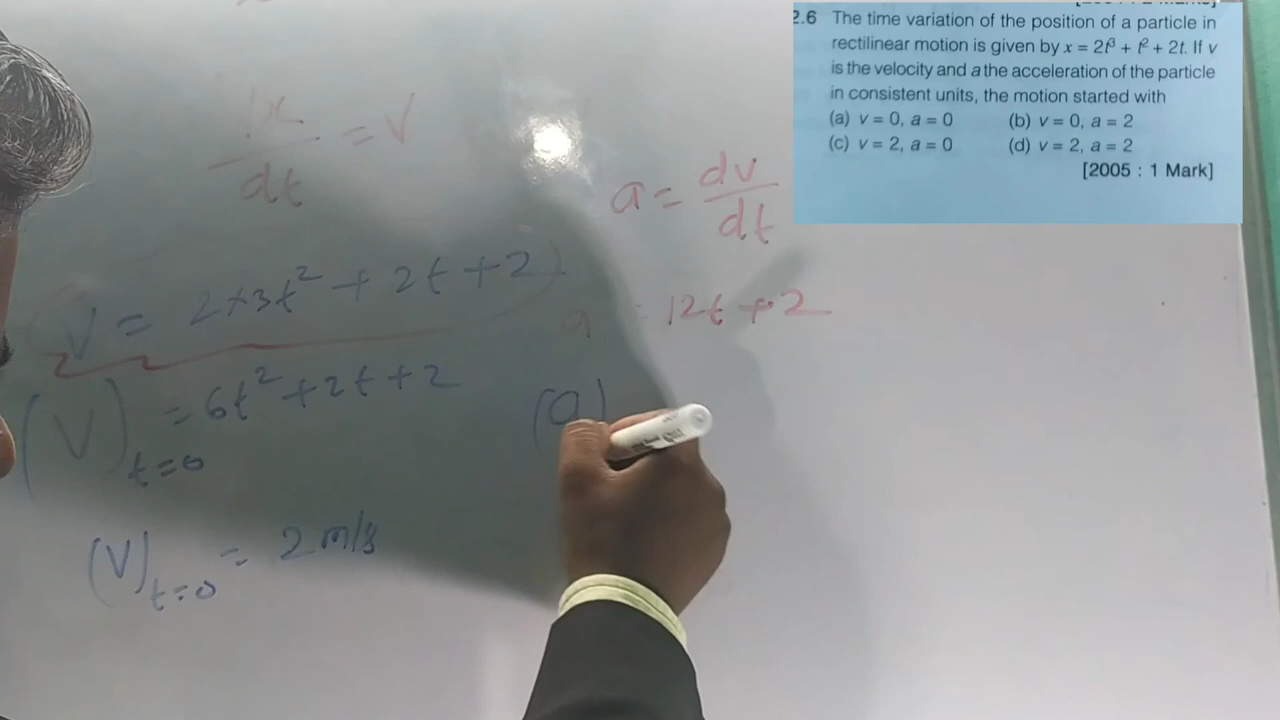 2.6 The time variation of the position of a particle in
rectilinear motion is given by x = 2t³ + t² + 2t. If v
is the velocity and a the acceleration of the particle
in consistent units, the motion started with
(a) v = 0, a = 0 (b) v = 0, a = 2
(c) v = 2, a = 0 (d) v = 2, a = 2
[2005 : 1 Mark]
dx/dt = V
V = 2×3t² + 2t + 2
(V)t=0 = 6t² + 2t + 2
(V)t=0 = 2 m/s
a = dv/dt
a = 12t + 2
(a)